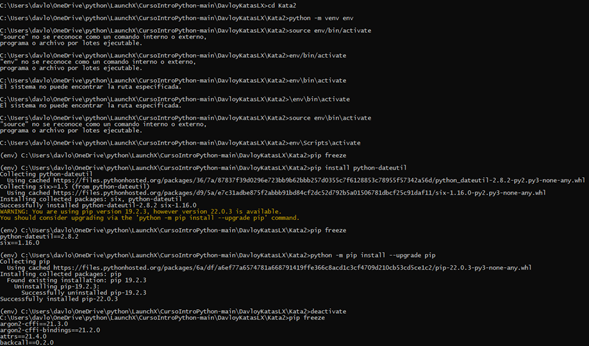 C:\Users\davlo\OneDrive\python\LaunchX\CursoIntroPython-main\DavloyKatasLX>cd Kata2
C:\Users\davlo\OneDrive\python\LaunchX\CursoIntroPython-main\DavloyKatasLX\Kata2>python -m venv env
C:\Users\davlo\OneDrive\python\LaunchX\CursoIntroPython-main\DavloyKatasLX\Kata2>source env/bin/activate
"source" no se reconoce como un comando interno o externo,
programa o archivo por lotes ejecutable.
C:\Users\davlo\OneDrive\python\LaunchX\CursoIntroPython-main\DavloyKatasLX\Kata2>env/bin/activate
"env" no se reconoce como un comando interno o externo,
programa o archivo por lotes ejecutable.
C:\Users\davlo\OneDrive\python\LaunchX\CursoIntroPython-main\DavloyKatasLX\Kata2>env\bin\activate
El sistema no puede encontrar la ruta especificada.
C:\Users\davlo\OneDrive\python\LaunchX\CursoIntroPython-main\DavloyKatasLX\Kata2>\env\bin\activate
El sistema no puede encontrar la ruta especificada.
C:\Users\davlo\OneDrive\python\LaunchX\CursoIntroPython-main\DavloyKatasLX\Kata2>source env\bin\activate
"source" no se reconoce como un comando interno o externo,
programa o archivo por lotes ejecutable.
C:\Users\davlo\OneDrive\python\LaunchX\CursoIntroPython-main\DavloyKatasLX\Kata2>env\Scripts\activate
(env) C:\Users\davlo\OneDrive\python\LaunchX\CursoIntroPython-main\DavloyKatasLX\Kata2>pip freeze
(env) C:\Users\davlo\OneDrive\python\LaunchX\CursoIntroPython-main\DavloyKatasLX\Kata2>pip install python-dateutil
Collecting python-dateutil
Using cached https://files.pythonhosted.org/packages/36/7a/87837f39d0296e723bb9b62bbb257d0355c7f6128853c78955f57342a56d/python_dateutil-2.8.2-py2.py3-none-any.whl
Collecting six>=1.5 (from python-dateutil)
Using cached https://files.pythonhosted.org/packages/d9/5a/e7c31adbe875f2abbb91bd84cf2dc52d792b5a01506781dbcf25c91daf11/six-1.16.0-py2.py3-none-any.whl
Installing collected packages: six, python-dateutil
Successfully installed python-dateutil-2.8.2 six-1.16.0
WARNING: You are using pip version 19.2.3, however version 22.0.3 is available.
You should consider upgrading via the 'python -m pip install --upgrade pip' command.
(env) C:\Users\davlo\OneDrive\python\LaunchX\CursoIntroPython-main\DavloyKatasLX\Kata2>pip freeze
python-dateutil==2.8.2
six==1.16.0
(env) C:\Users\davlo\OneDrive\python\LaunchX\CursoIntroPython-main\DavloyKatasLX\Kata2>python -m pip install --upgrade pip
Collecting pip
Using cached https://files.pythonhosted.org/packages/6a/df/a6ef77a6574781a668791419ffe366c8acd1c3cf4709d210cb53cd5ce1c2/pip-22.0.3-py3-none-any.whl
Installing collected packages: pip
Found existing installation: pip 19.2.3
Uninstalling pip-19.2.3:
Successfully uninstalled pip-19.2.3
Successfully installed pip-22.0.3
(env) C:\Users\davlo\OneDrive\python\LaunchX\CursoIntroPython-main\DavloyKatasLX\Kata2>deactivate
C:\Users\davlo\OneDrive\python\LaunchX\CursoIntroPython-main\DavloyKatasLX\Kata2>pip freeze
argon2-cffi==21.3.0
argon2-cffi-bindings==21.2.0
attrs==21.4.0
backcall==0.2.0